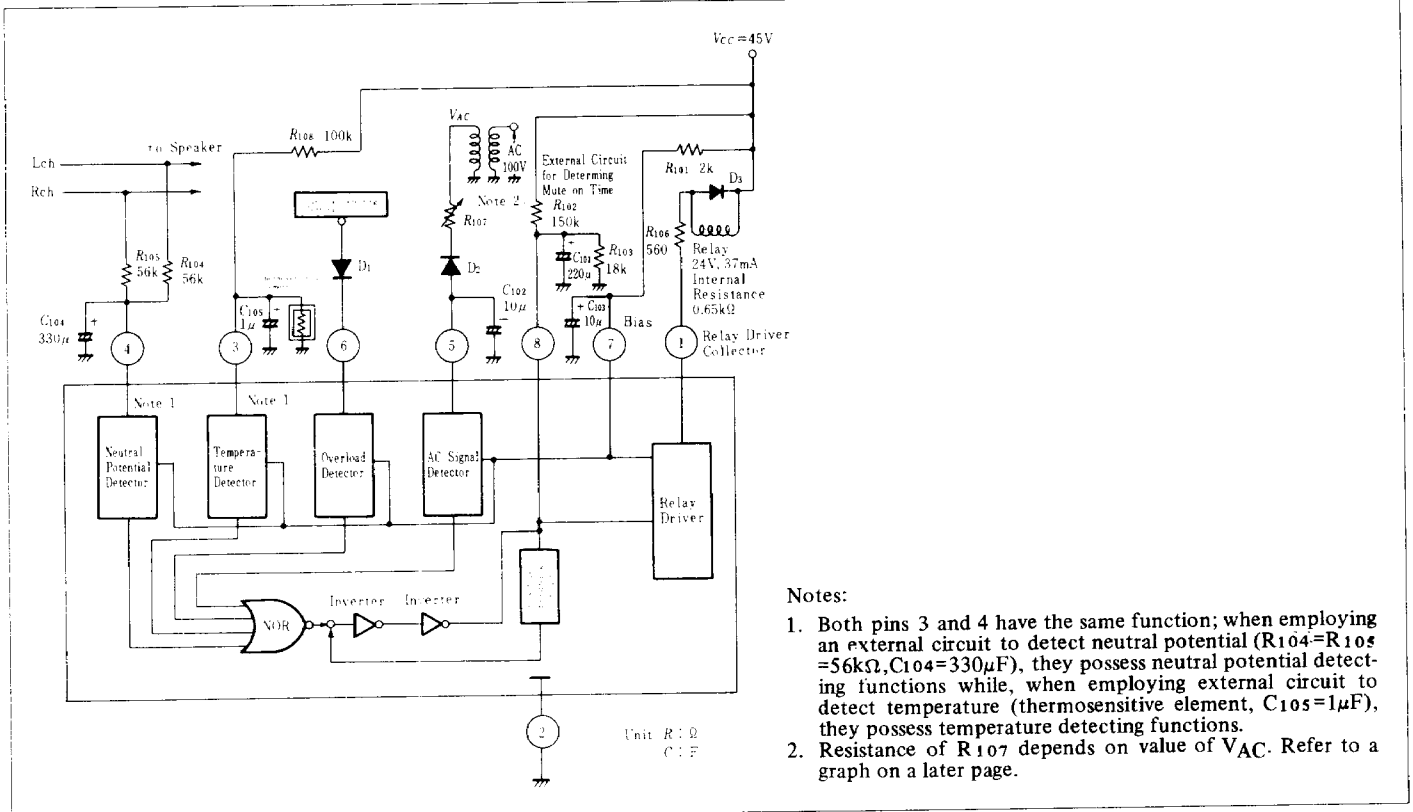 Vcc=45V
VAC
R108 100k
to Speaker
Lch
Rch
AC
100V
External Circuit
for Determing
Mute on Time
R101 2k
D3
Note 2
R107
R102
150k
R105
56k
R104
56k
D1
D2
C101
220μ
R103
18k
R106
560
Relay
24V, 37mA
Internal
Resistance
0.65kΩ
C102
10μ
C104
330μ
C105
1μ
C103
10μ
Bias
4
3
6
5
8
7
1
Relay Driver
Collector
Note 1
Note 1
Neutral
Potential
Detector
Tempera-
ture
Detector
Overload
Detector
AC Signal
Detector
Relay
Driver
Inverter
Inverter
NOR
2
Unit R : Ω
C : F
Notes:
1. Both pins 3 and 4 have the same function; when employing
an external circuit to detect neutral potential (R104=R105
=56kΩ,C104=330μF), they possess neutral potential detect-
ing functions while, when employing external circuit to
detect temperature (thermosensitive element, C105=1μF),
they possess temperature detecting functions.
2. Resistance of R107 depends on value of VAC. Refer to a
graph on a later page.